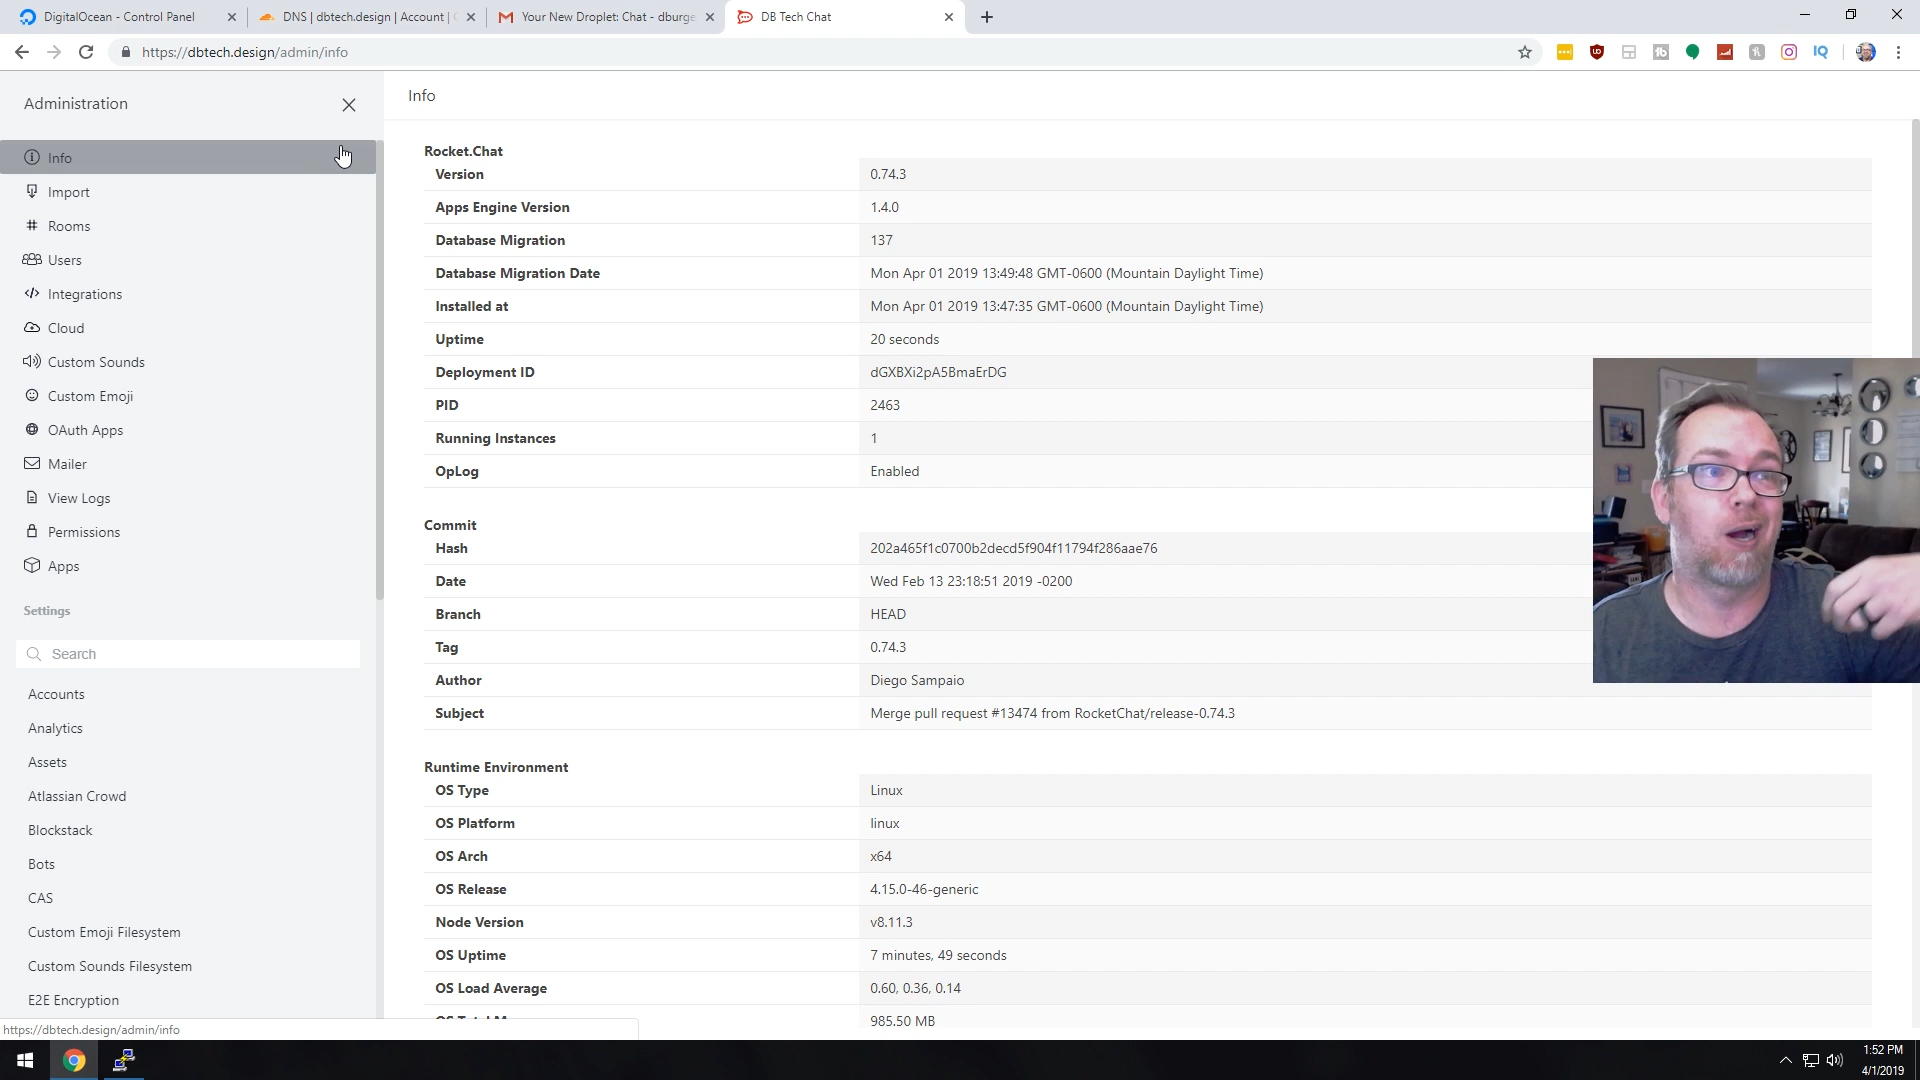 DigitalOcean - Control Panel
DNS | dbtech.design | Account |
Your New Droplet: Chat - dburge
DB Tech Chat
https://dbtech.design/admin/info
Administration
Info
Import
Rooms
Users
Integrations
Cloud
Custom Sounds
Custom Emoji
OAuth Apps
Mailer
View Logs
Permissions
Apps
Settings
Search
Accounts
Analytics
Assets
Atlassian Crowd
Blockstack
Bots
CAS
Custom Emoji Filesystem
Custom Sounds Filesystem
E2E Encryption
https://dbtech.design/admin/info
Info
Rocket.Chat
Version 0.74.3
Apps Engine Version 1.4.0
Database Migration 137
Database Migration Date Mon Apr 01 2019 13:49:48 GMT-0600 (Mountain Daylight Time)
Installed at Mon Apr 01 2019 13:47:35 GMT-0600 (Mountain Daylight Time)
Uptime 20 seconds
Deployment ID dGXBXi2pA5BmaErDG
PID 2463
Running Instances 1
OpLog Enabled
Commit
Hash 202a465f1c0700b2decd5f904f11794f286aae76
Date Wed Feb 13 23:18:51 2019 -0200
Branch HEAD
Tag 0.74.3
Author Diego Sampaio
Subject Merge pull request #13474 from RocketChat/release-0.74.3
Runtime Environment
OS Type Linux
OS Platform linux
OS Arch x64
OS Release 4.15.0-46-generic
Node Version v8.11.3
OS Uptime 7 minutes, 49 seconds
OS Load Average 0.60, 0.36, 0.14
985.50 MB
1:52 PM
4/1/2019